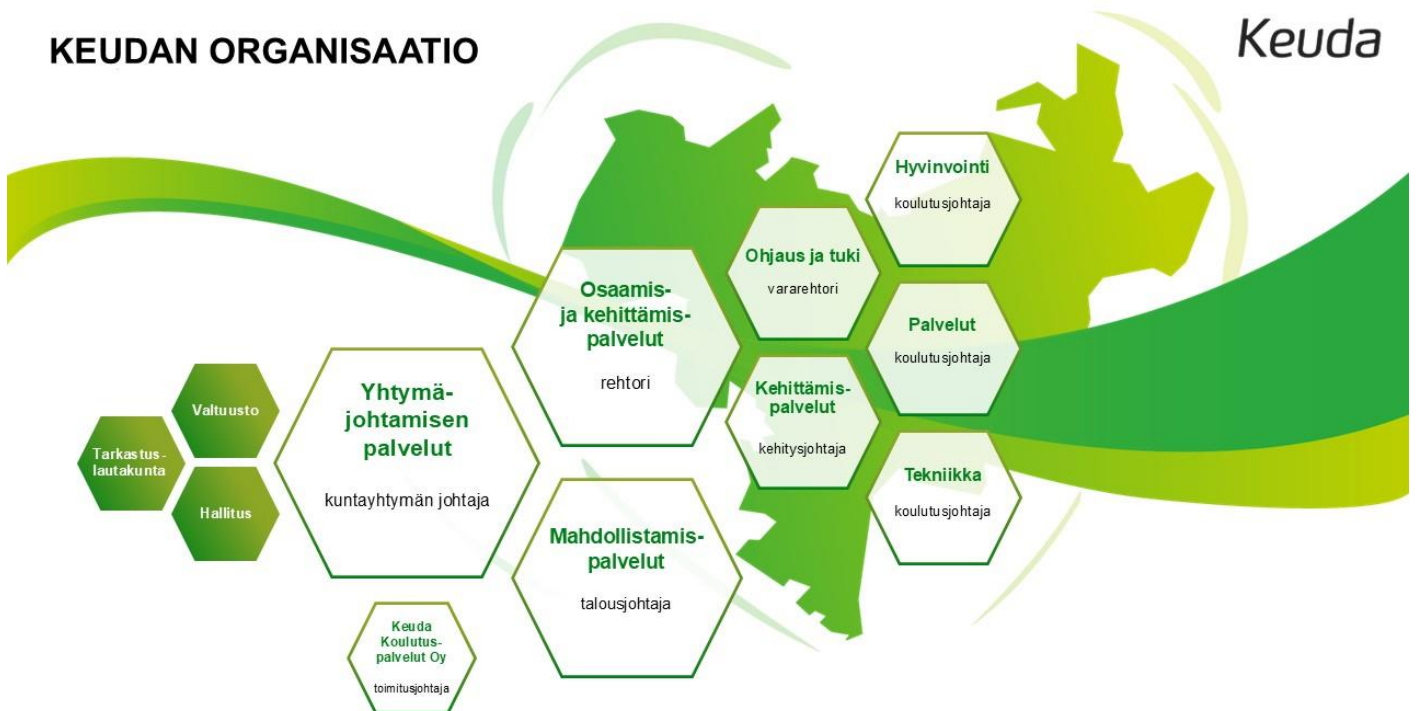 KEUDAN ORGANISAATIO
Keuda
Hyvinvointi
koulutusjohtaja
Ohjaus ja tuki
vararehtori
Osaamis-
ja kehittämis-
palvelut
rehtori
Palvelut
koulutusjohtaja
Kehittämis-
palvelut
kehitysjohtaja
Yhtymä-
johtamisen
palvelut
kuntayhtymän johtaja
Valtuusto
Tarkastus-
lautakunta
Hallitus
Tekniikka
koulutusjohtaja
Mahdollistamis-
palvelut
talousjohtaja
Keuda
Koulutus-
palvelut Oy
toimitusjohtaja